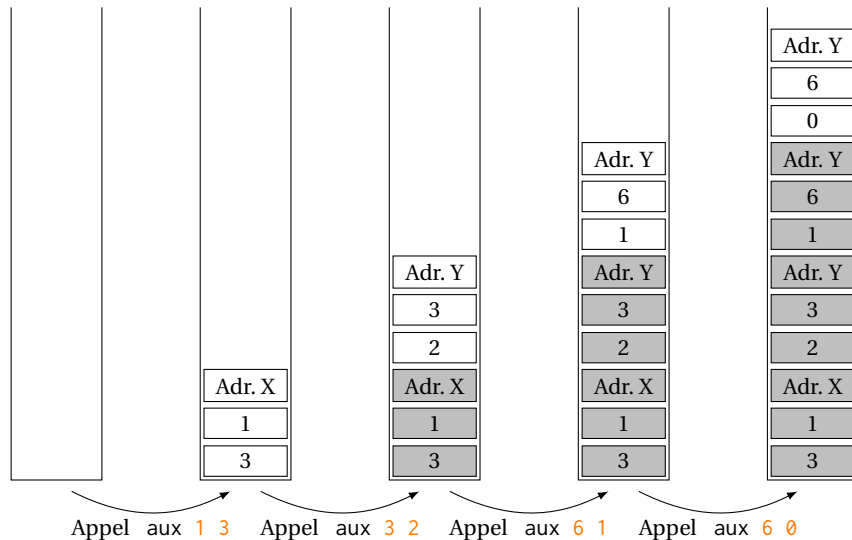 Adr. Y
6
0
Adr. Y
Adr. Y
6
6
1
1
Adr. Y
Adr. Y
Adr. Y
3
3
3
2
2
2
Adr. X
Adr. X
Adr. X
Adr. X
1
1
1
1
3
3
3
3
Appel aux 1 3
Appel aux 3 2
Appel aux 6 1
Appel aux 6 0